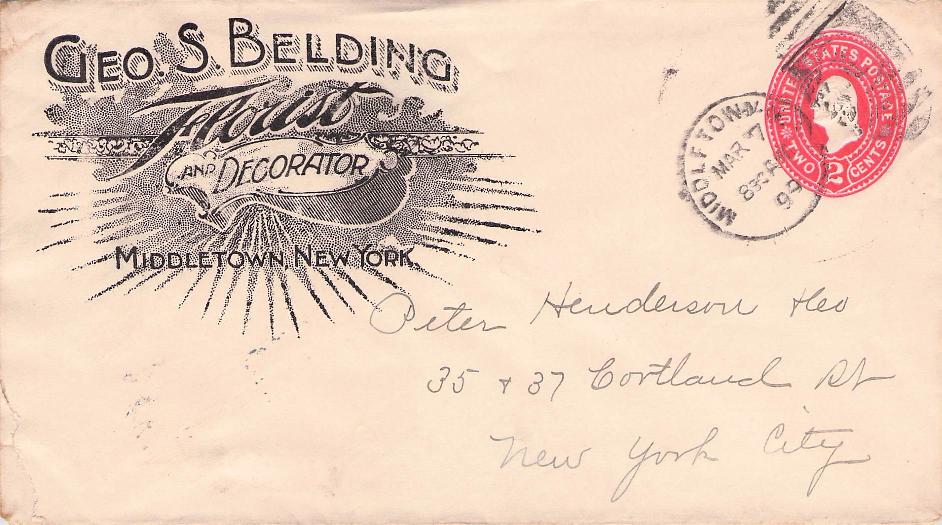 GEO. S. BELDING
Florist
AND DECORATOR
MIDDLETOWN, NEW YORK.
UNITED STATES POSTAGE
TWO 2 CENTS
MIDDLETOWN
MAR 7
Peter Henderson & Co
35 & 37 Cortland St
New York City